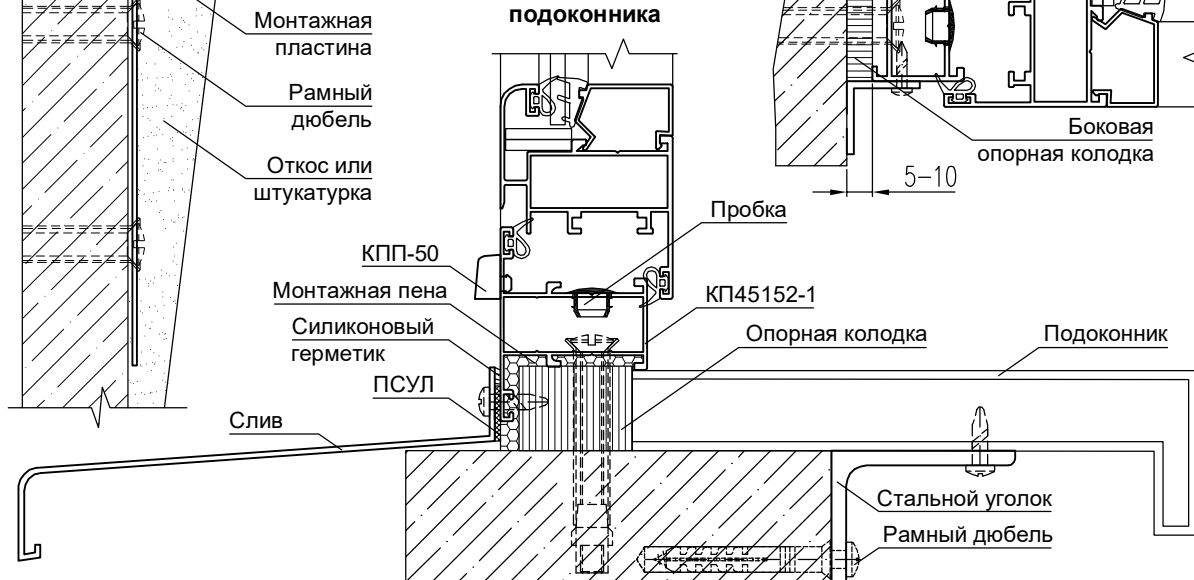 подоконника
Монтажная
пластина
Рамный
дюбель
Откос или
штукатурка
Боковая
опорная колодка
5-10
Пробка
КПП-50
Монтажная пена
КП45152-1
Силиконовый
герметик
Опорная колодка
Подоконник
ПСУЛ
Слив
Стальной уголок
Рамный дюбель